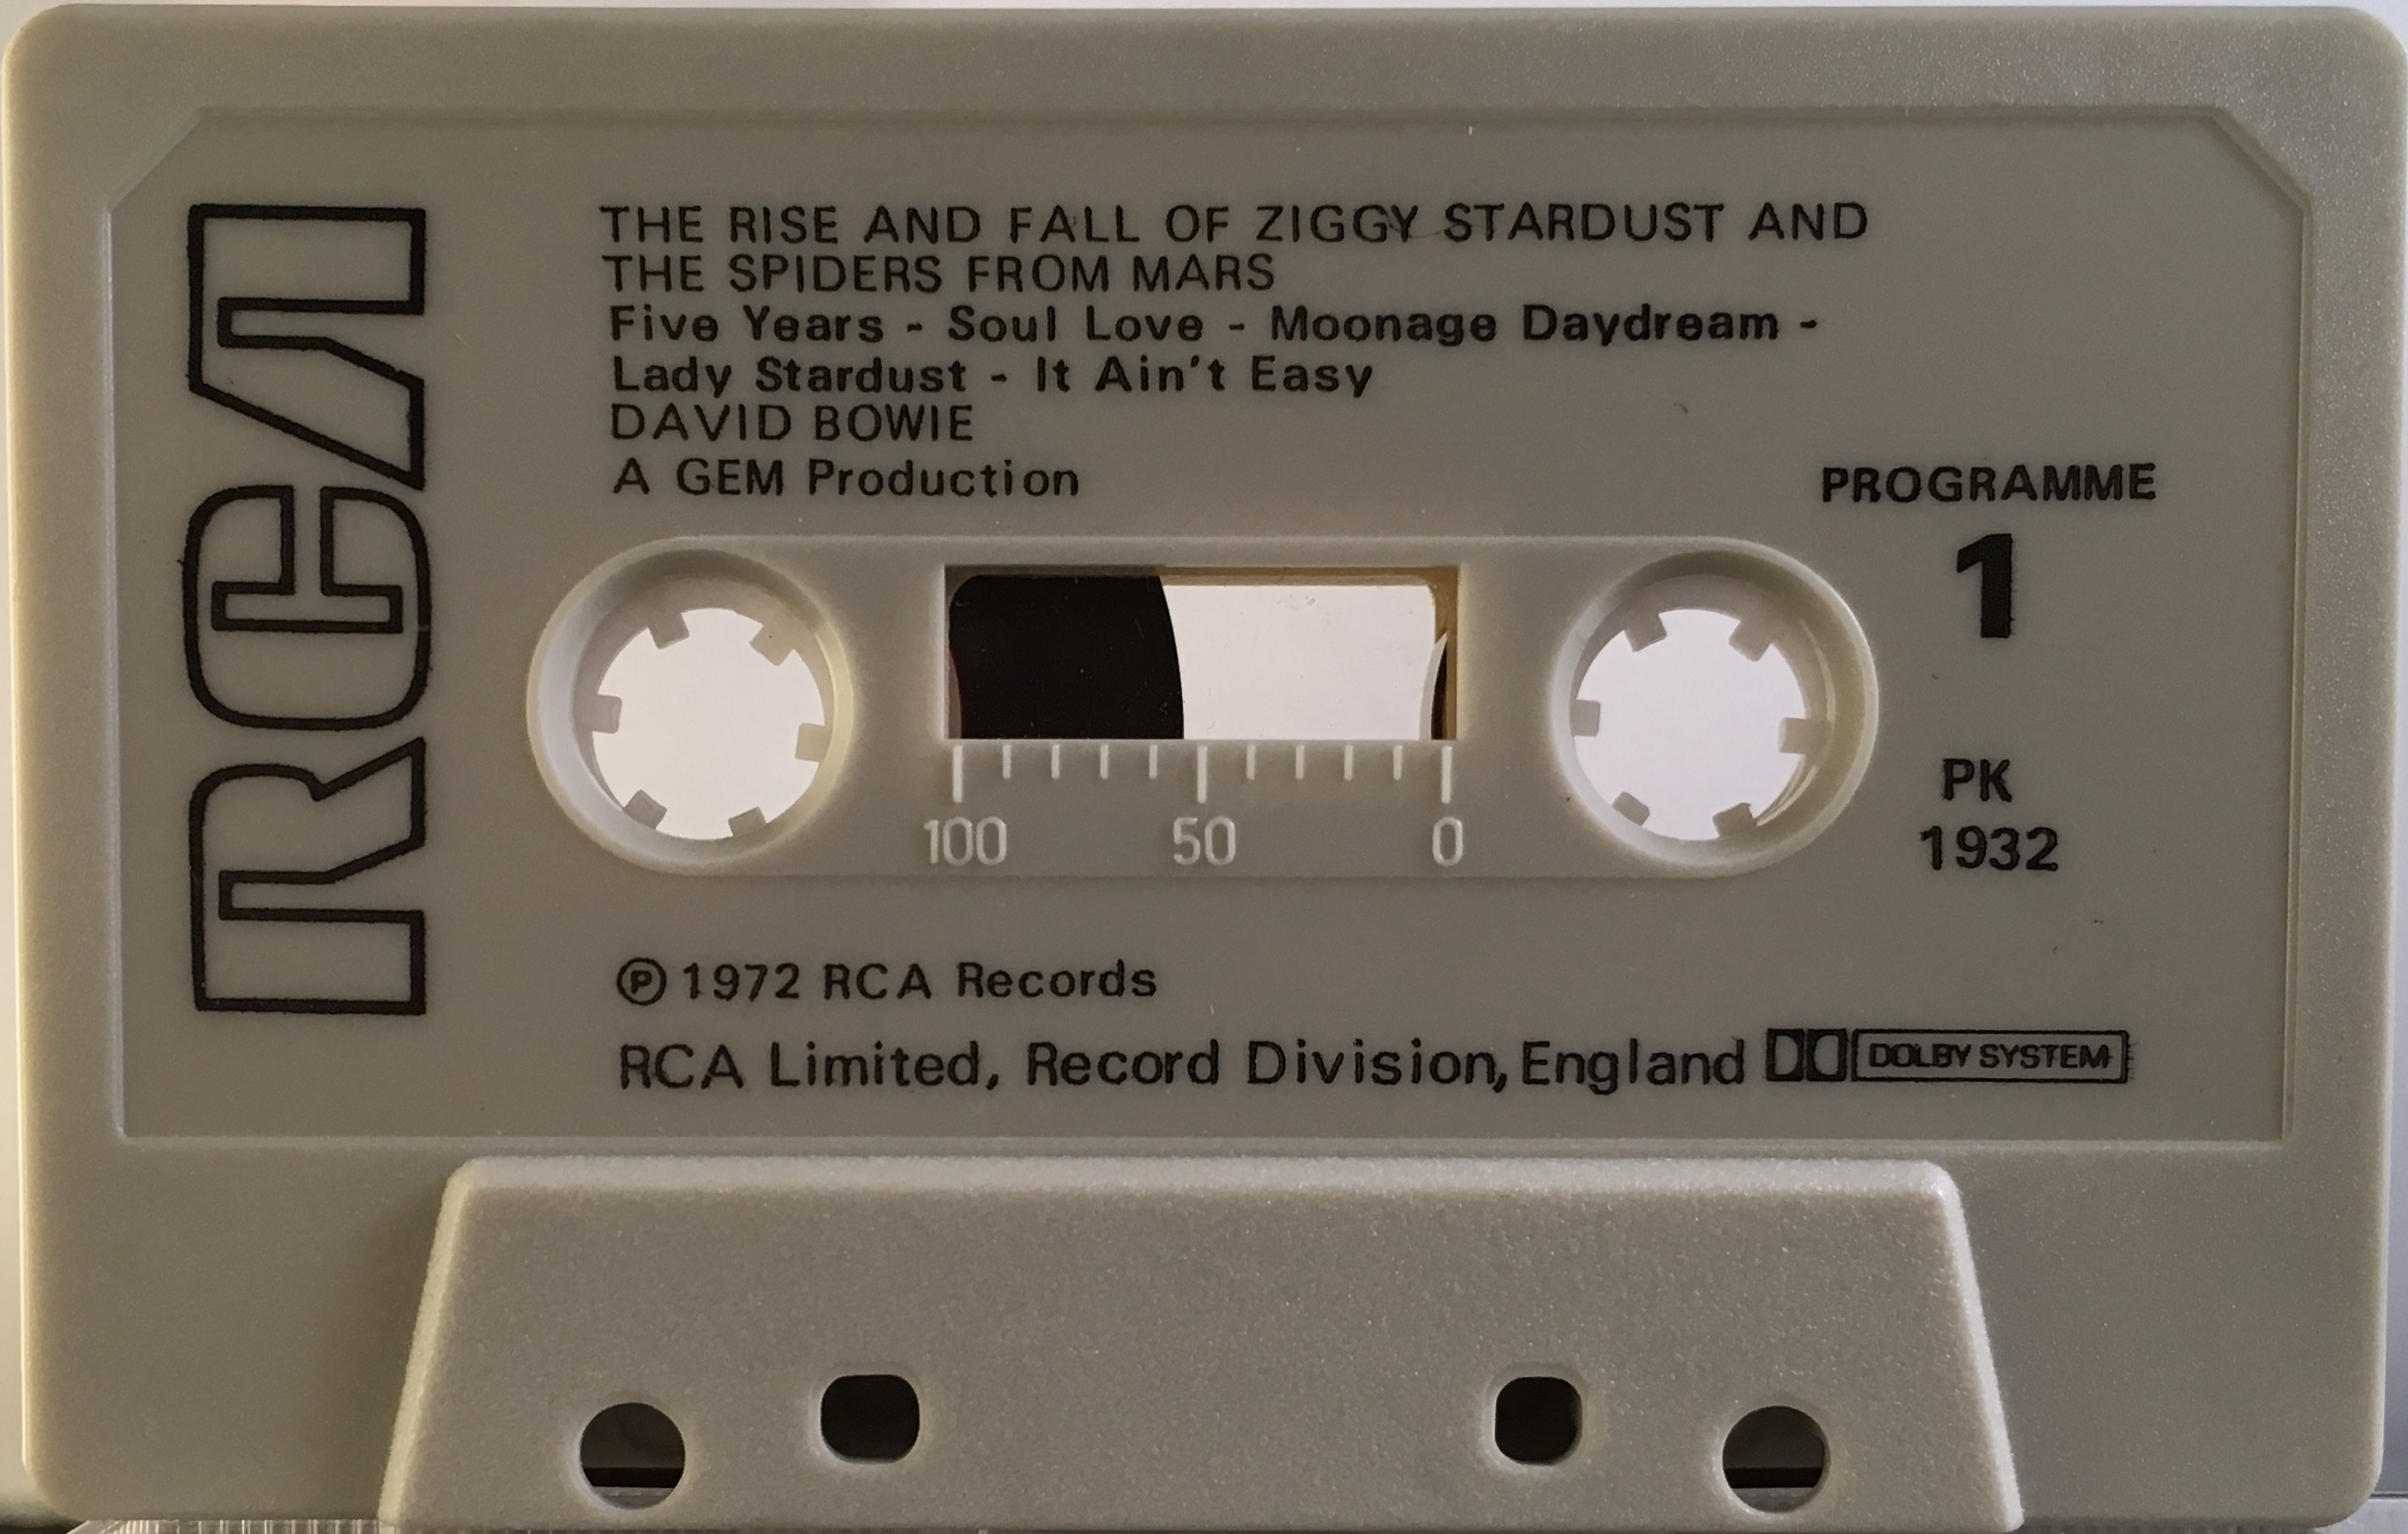 RCA
THE RISE AND FALL OF ZIGGY STARDUST AND
THE SPIDERS FROM MARS
Five Years - Soul Love - Moonage Daydream -
Lady Stardust - It Ain't Easy
DAVID BOWIE
A GEM Production
PROGRAMME
1
PK
1932
100 50 0
℗ 1972 RCA Records
RCA Limited, Record Division, England DOLBY SYSTEM